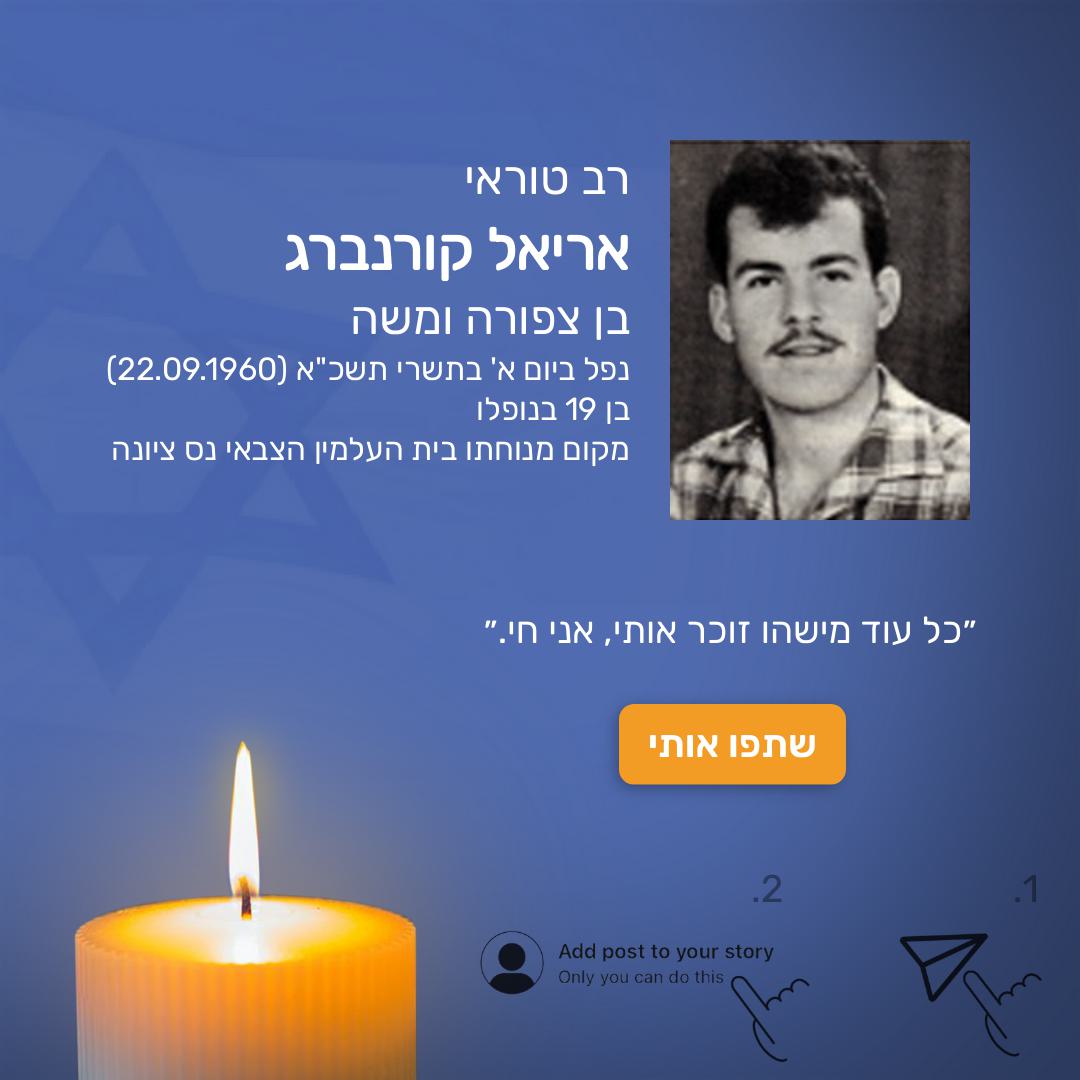 רב טוראי
אריאל קורנברג
בן צפורה ומשה
נפל ביום א' בתשרי תשכ"א (22.09.1960)
בן 19 בנופלו
מקום מנוחתו בית העלמין הצבאי נס ציונה
״כל עוד מישהו זוכר אותי, אני חי.״
שתפו אותי
.1
.2
Add post to your story
Only you can do this